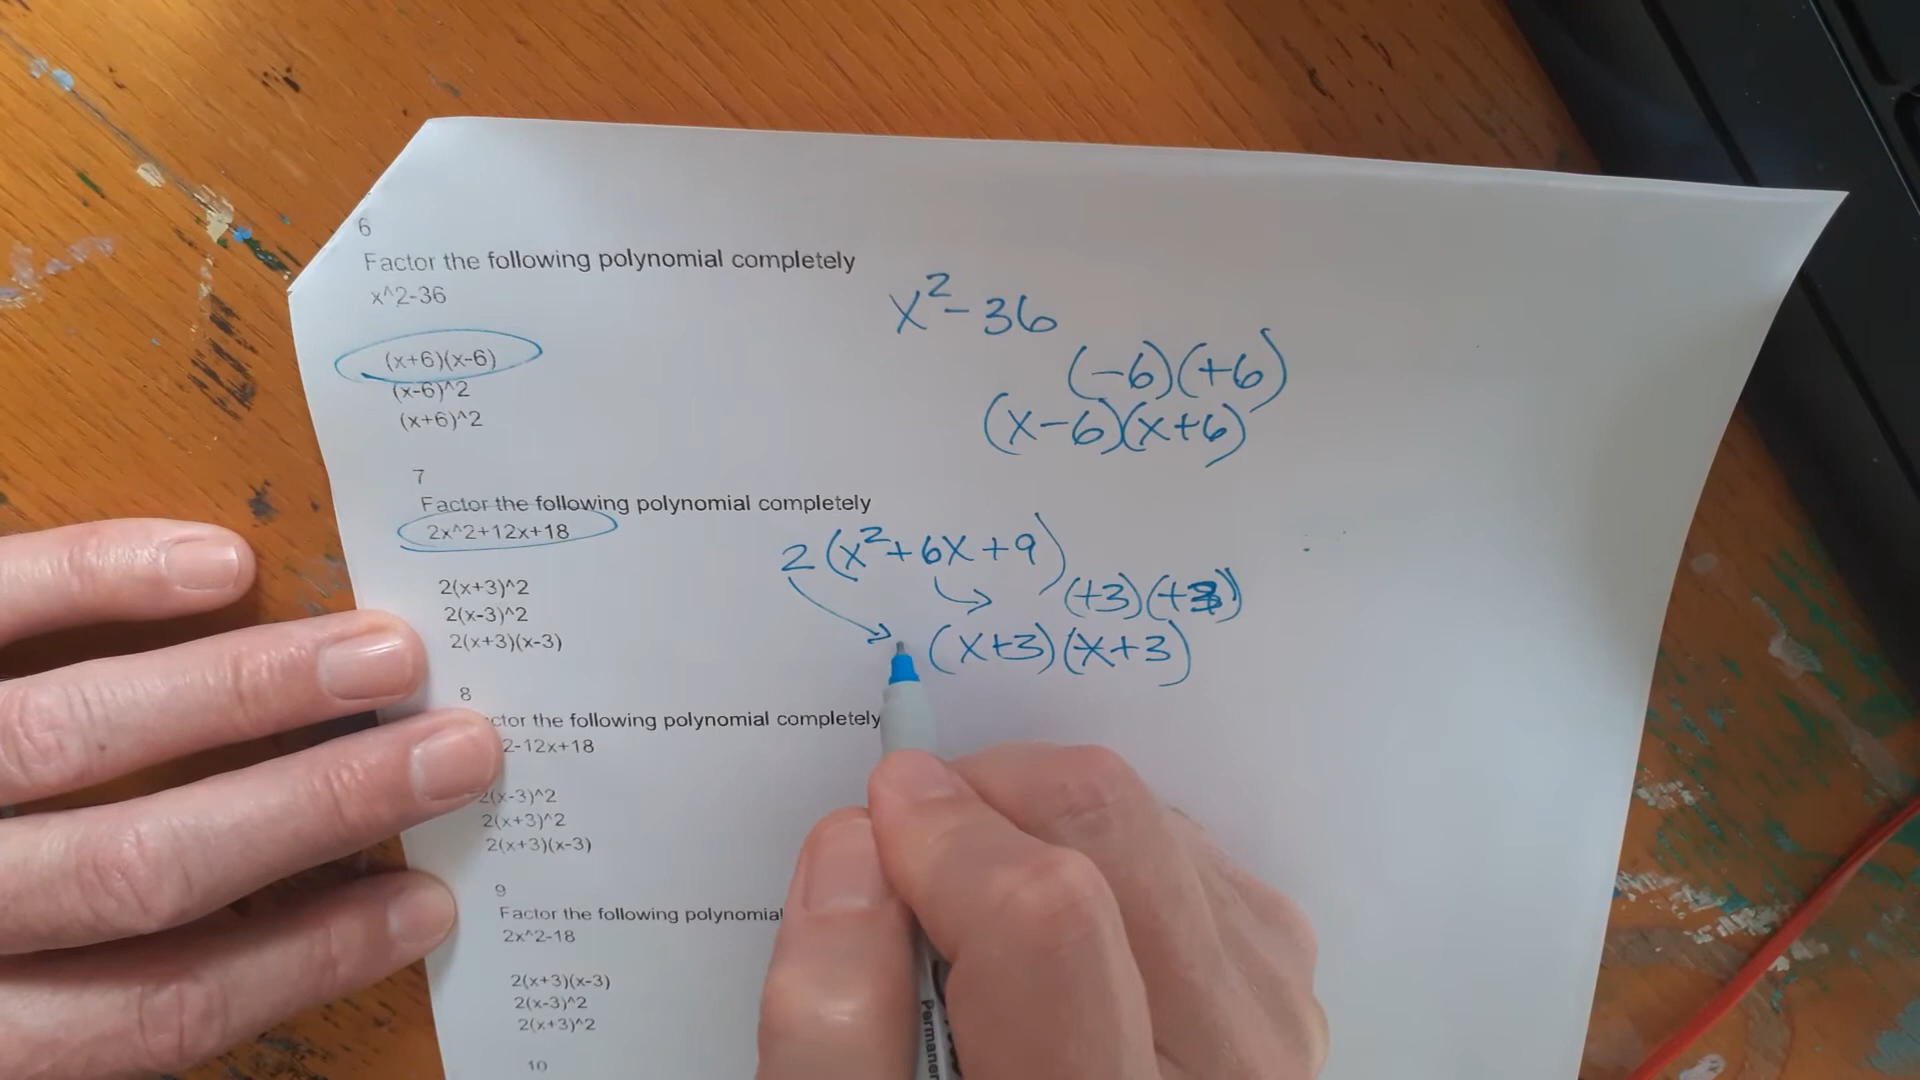 6
Factor the following polynomial completely
x^2-36
x²-36
(x+6)(x-6)
(-6)(+6)
(x-6)^2
(x-6)(x+6)
(x+6)^2
7
Factor the following polynomial completely
2x^2+12x+18
2(x²+6x+9)
2(x+3)^2
(+3)(+3)
2(x-3)^2
2(x+3)(x-3)
(x+3)(x+3)
8
ctor the following polynomial completely
2-12x+18
2(x-3)^2
2(x+3)^2
2(x+3)(x-3)
9
Factor the following polynomial
2x^2-18
2(x+3)(x-3)
2(x-3)^2
2(x+3)^2
10
Permanen